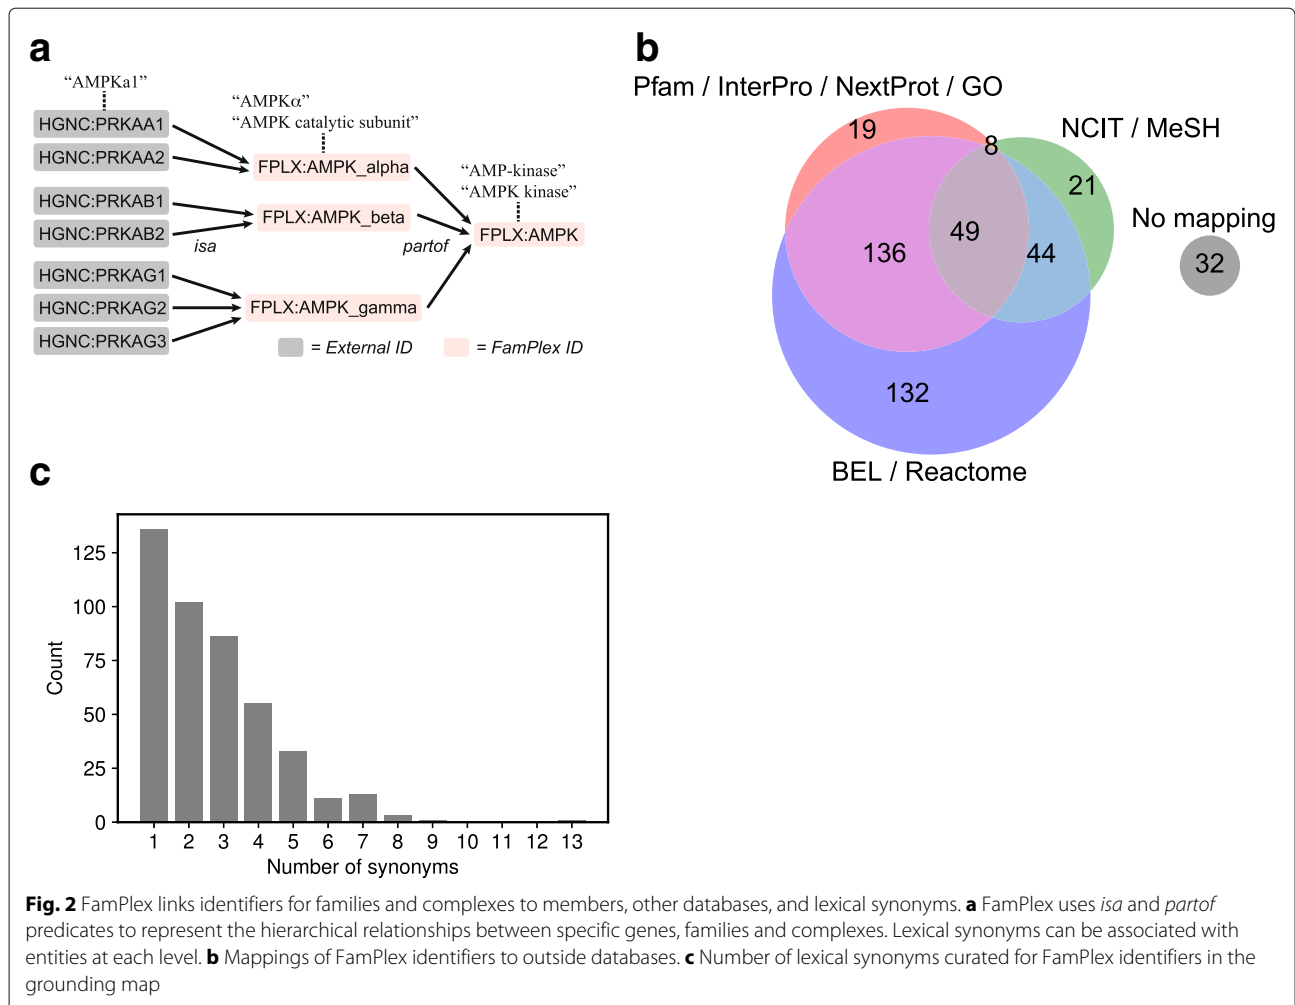 a
“AMPKa1”
HGNC:PRKAA1
HGNC:PRKAA2
HGNC:PRKAB1
HGNC:PRKAB2
HGNC:PRKAG1
HGNC:PRKAG2
HGNC:PRKAG3
isa
“AMPKα”
“AMPK catalytic subunit”
FPLX:AMPK_alpha
FPLX:AMPK_beta
FPLX:AMPK_gamma
partof
“AMP-kinase”
“AMPK kinase”
FPLX:AMPK
= External ID
= FamPlex ID
b
Pfam / InterPro / NextProt / GO
NCIT / MeSH
No mapping
19
8
21
136
49
44
32
132
BEL / Reactome
c
Count
125
100
75
50
25
0
1 2 3 4 5 6 7 8 9 10 11 12 13
Number of synonyms
Fig. 2 FamPlex links identifiers for families and complexes to members, other databases, and lexical synonyms. a FamPlex uses isa and partof
predicates to represent the hierarchical relationships between specific genes, families and complexes. Lexical synonyms can be associated with
entities at each level. b Mappings of FamPlex identifiers to outside databases. c Number of lexical synonyms curated for FamPlex identifiers in the
grounding map